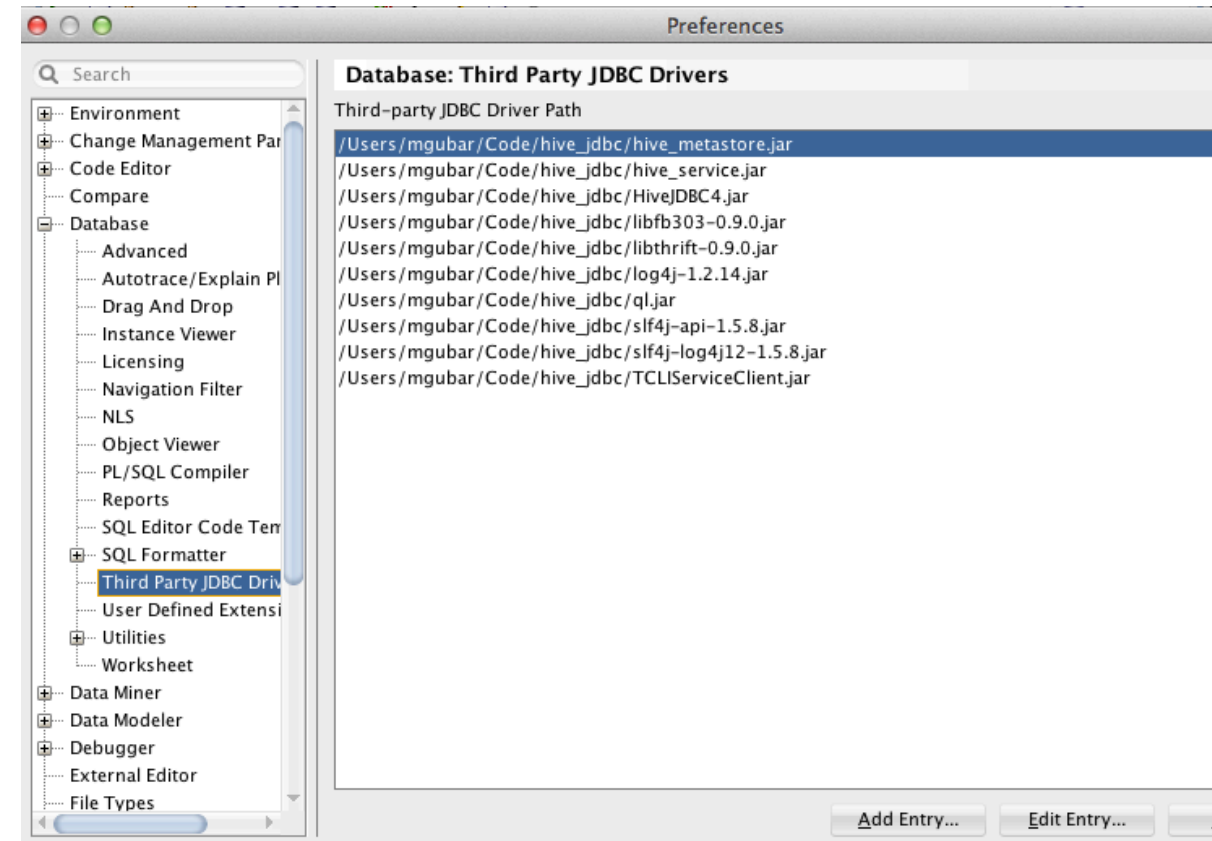 Preferences
Search
Environment
Change Management Par
Code Editor
Compare
Database
Advanced
Autotrace/Explain Pl
Drag And Drop
Instance Viewer
Licensing
Navigation Filter
NLS
Object Viewer
PL/SQL Compiler
Reports
SQL Editor Code Tem
SQL Formatter
Third Party JDBC Driv
User Defined Extensi
Utilities
Worksheet
Data Miner
Data Modeler
Debugger
External Editor
File Types
Database: Third Party JDBC Drivers
Third-party JDBC Driver Path
/Users/mgubar/Code/hive_jdbc/hive_metastore.jar
/Users/mgubar/Code/hive_jdbc/hive_service.jar
/Users/mgubar/Code/hive_jdbc/HiveJDBC4.jar
/Users/mgubar/Code/hive_jdbc/libfb303-0.9.0.jar
/Users/mgubar/Code/hive_jdbc/libthrift-0.9.0.jar
/Users/mgubar/Code/hive_jdbc/log4j-1.2.14.jar
/Users/mgubar/Code/hive_jdbc/ql.jar
/Users/mgubar/Code/hive_jdbc/slf4j-api-1.5.8.jar
/Users/mgubar/Code/hive_jdbc/slf4j-log4j12-1.5.8.jar
/Users/mgubar/Code/hive_jdbc/TCLIServiceClient.jar
Add Entry... Edit Entry...